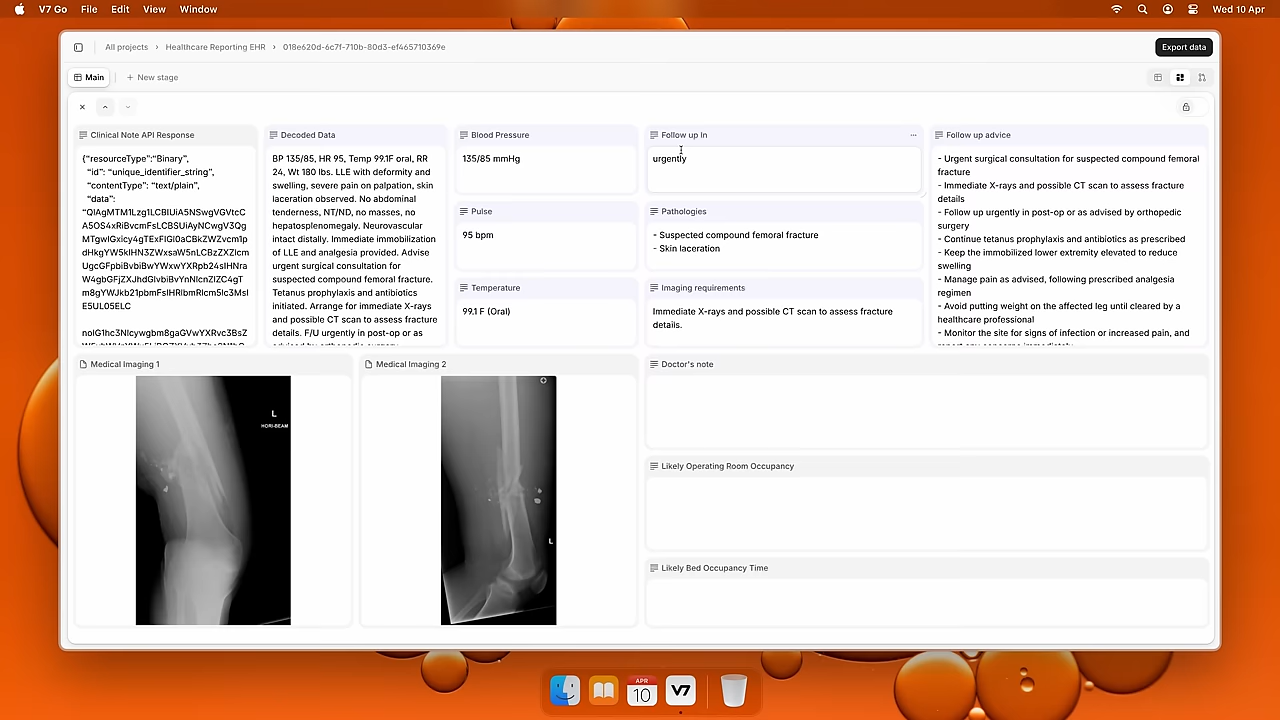 V7 Go File Edit View Window Wed 10 Apr
All projects › Healthcare Reporting EHR › 018e620d-6c7f-710b-80d3-ef465710369e
Export data
Main
+ New stage
Clinical Note API Response
{"resourceType":"Binary",
"id": "unique_identifier_string",
"contentType": "text/plain",
"data":
Decoded Data
BP 135/85, HR 95, Temp 99.1F oral, RR
24, Wt 180 lbs. LLE with deformity and
swelling, severe pain on palpation, skin
laceration observed. No abdominal
tenderness, NT/ND, no masses, no
hepatosplenomegaly. Neurovascular
intact distally. Immediate immobilization
of LLE and analgesia provided. Advise
urgent surgical consultation for
suspected compound femoral fracture.
Tetanus prophylaxis and antibiotics
initiated. Arrange for immediate X-rays
and possible CT scan to assess fracture
details. F/U urgently in post-op or as
Blood Pressure
135/85 mmHg
Pulse
95 bpm
Temperature
99.1 F (Oral)
Follow up In
urgently
Pathologies
- Suspected compound femoral fracture
- Skin laceration
Imaging requirements
Immediate X-rays and possible CT scan to assess fracture
details.
Follow up advice
- Urgent surgical consultation for suspected compound femoral
fracture
- Immediate X-rays and possible CT scan to assess fracture
details
- Follow up urgently in post-op or as advised by orthopedic
surgery
- Continue tetanus prophylaxis and antibiotics as prescribed
- Keep the immobilized lower extremity elevated to reduce
swelling
- Manage pain as advised, following prescribed analgesia
regimen
- Avoid putting weight on the affected leg until cleared by a
healthcare professional
- Monitor the site for signs of infection or increased pain, and
Medical Imaging 1
L
HORI-BEAM
Medical Imaging 2
L
Doctor's note
Likely Operating Room Occupancy
Likely Bed Occupancy Time
APR
10
V7